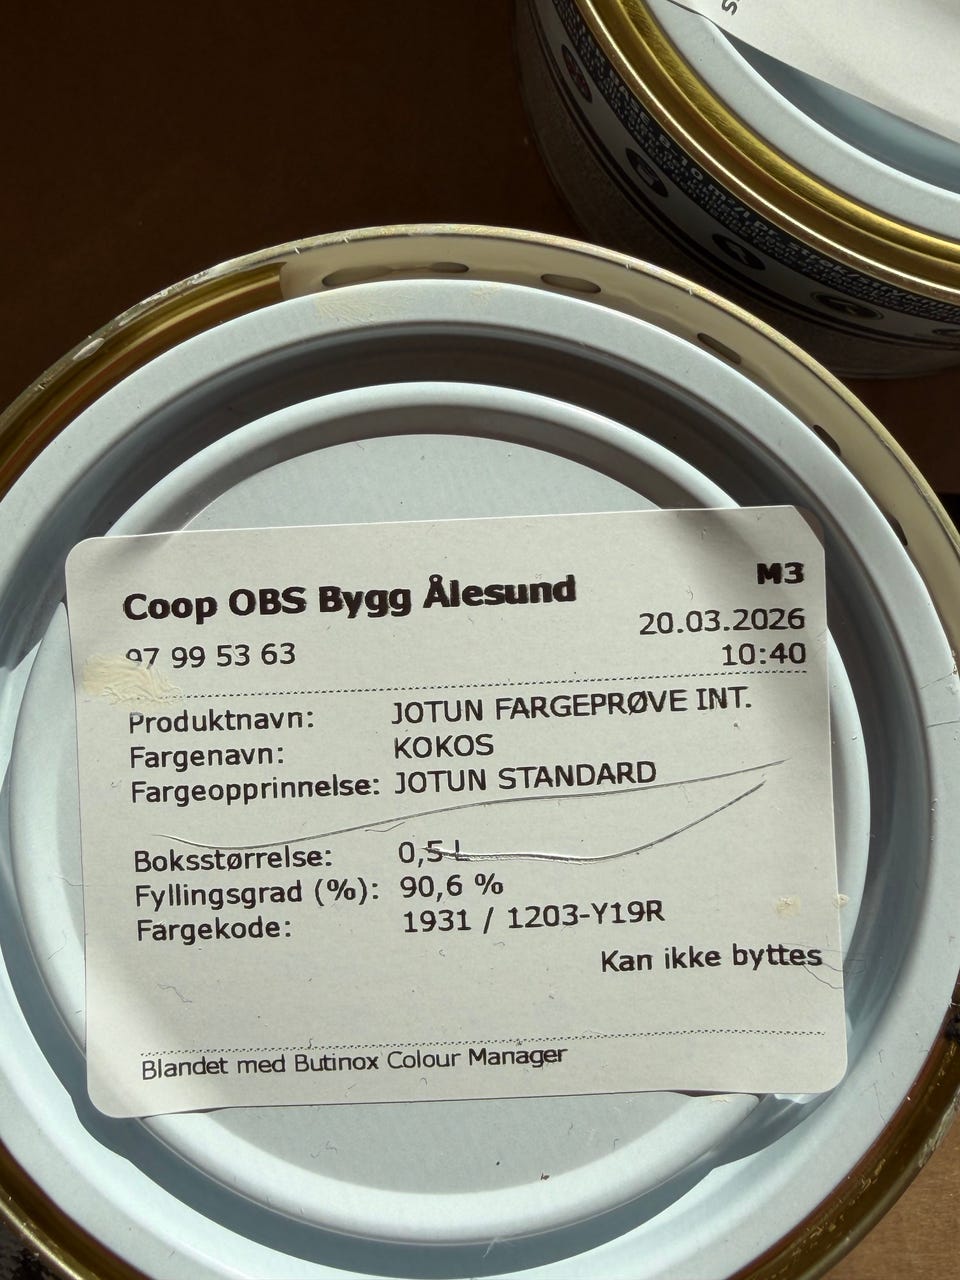 Coop OBS Bygg Ålesund
M3
97 99 53 63
20.03.2026
10:40
Produktnavn: JOTUN FARGEPRØVE INT.
Fargenavn: KOKOS
Fargeopprinnelse: JOTUN STANDARD
Boksstørrelse: 0,5 L
Fyllingsgrad (%): 90,6 %
Fargekode: 1931 / 1203-Y19R
Kan ikke byttes
Blandet med Butinox Colour Manager